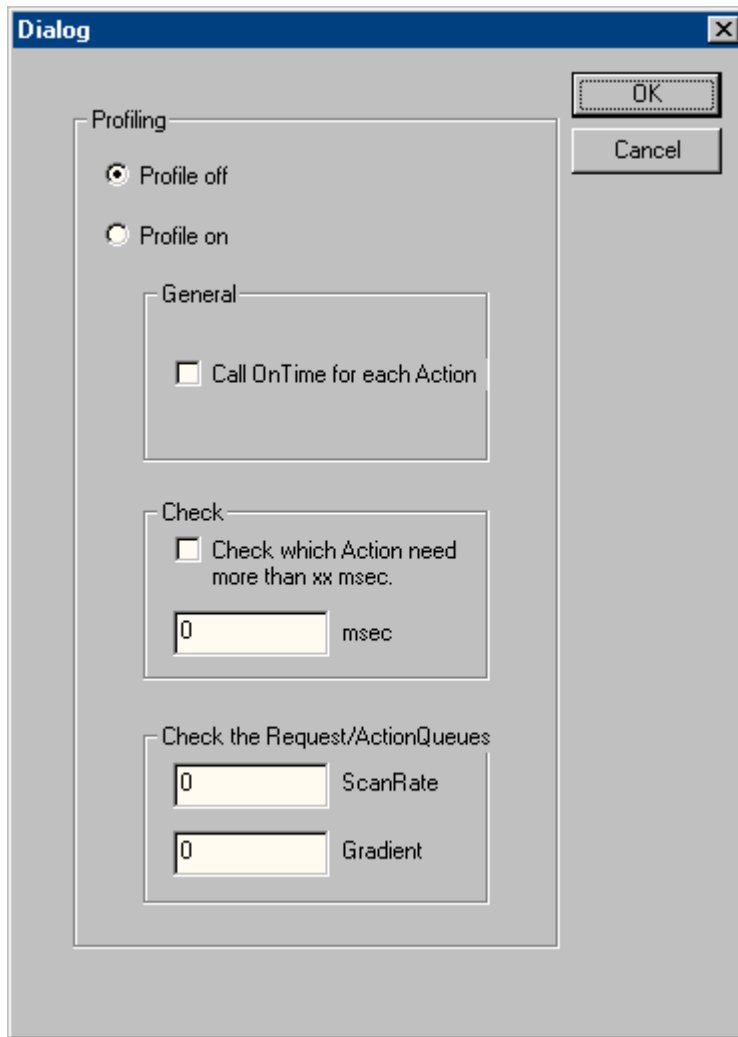 Dialog
OK
Cancel
Profiling
Profile off
Profile on
General
Call OnTime for each Action
Check
Check which Action need
more than xx msec.
0 msec
Check the Request/ActionQueues
0 ScanRate
0 Gradient